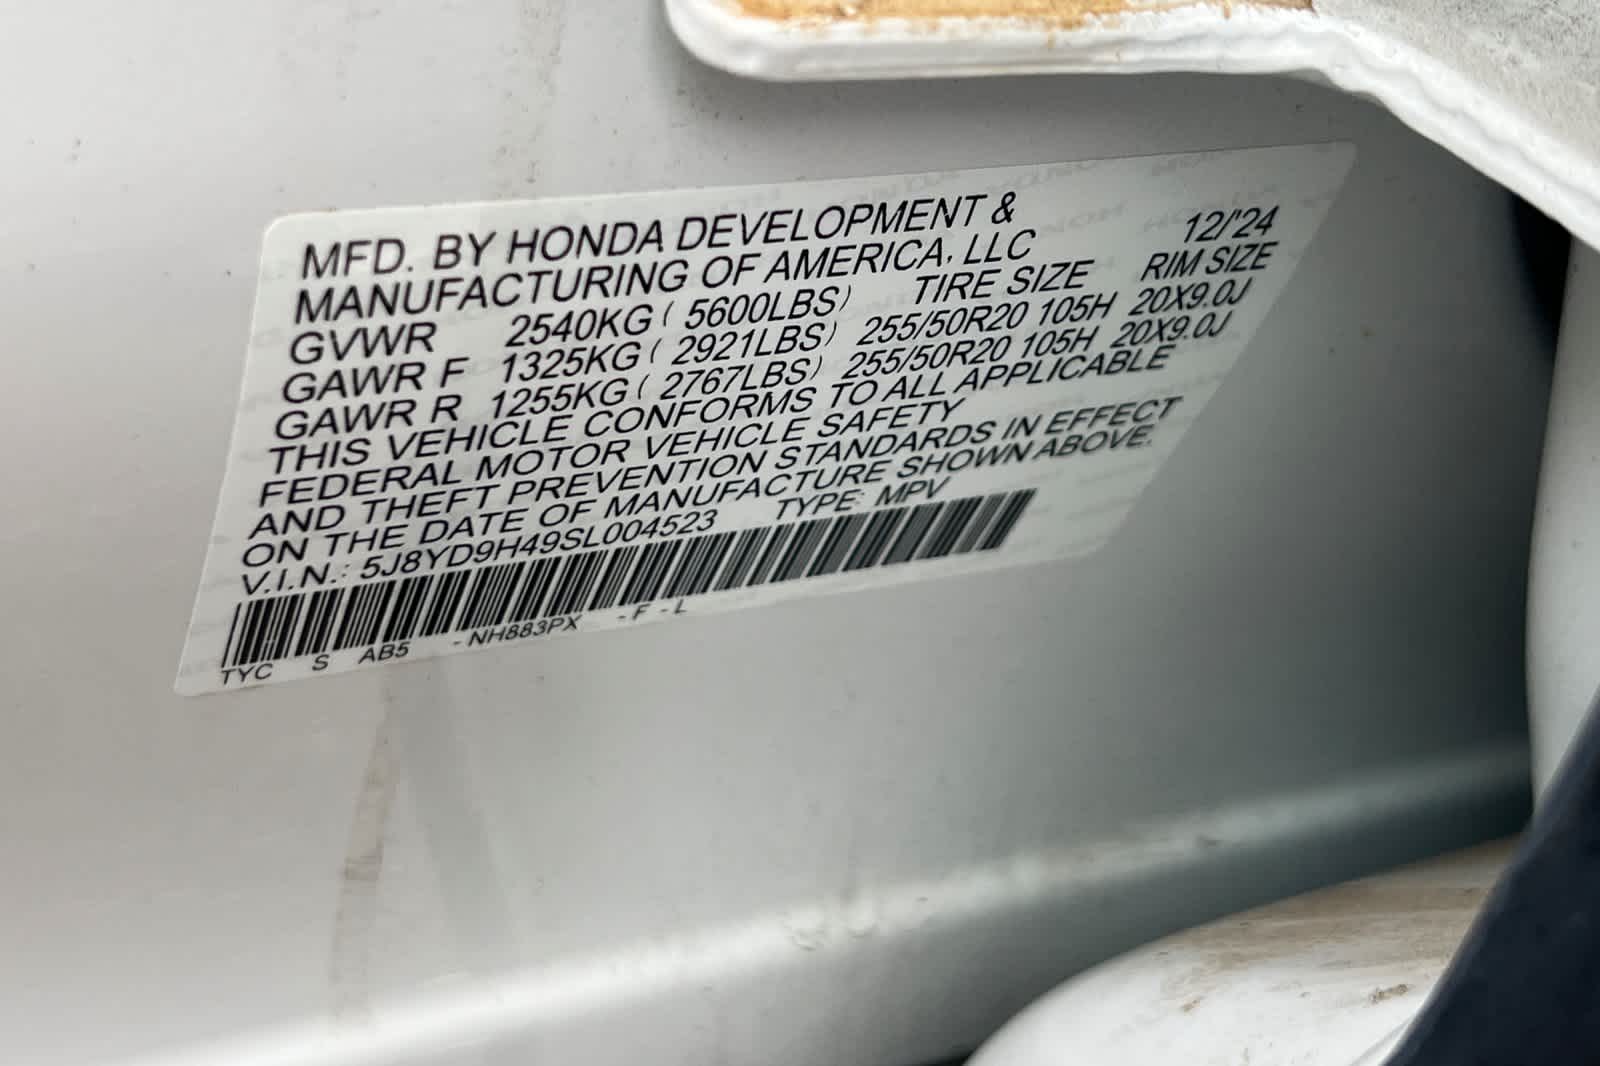 MFD. BY HONDA DEVELOPMENT &
MANUFACTURING OF AMERICA, LLC 12/'24
GVWR 2540KG ( 5600LBS) TIRE SIZE RIM SIZE
GAWR F 1325KG ( 2921LBS) 255/50R20 105H 20X9.0J
GAWR R 1255KG ( 2767LBS) 255/50R20 105H 20X9.0J
THIS VEHICLE CONFORMS TO ALL APPLICABLE
FEDERAL MOTOR VEHICLE SAFETY
AND THEFT PREVENTION STANDARDS IN EFFECT
ON THE DATE OF MANUFACTURE SHOWN ABOVE.
V.I.N.: 5J8YD9H49SL004523 TYPE: MPV
TYC S AB5 -NH883PX -F-L